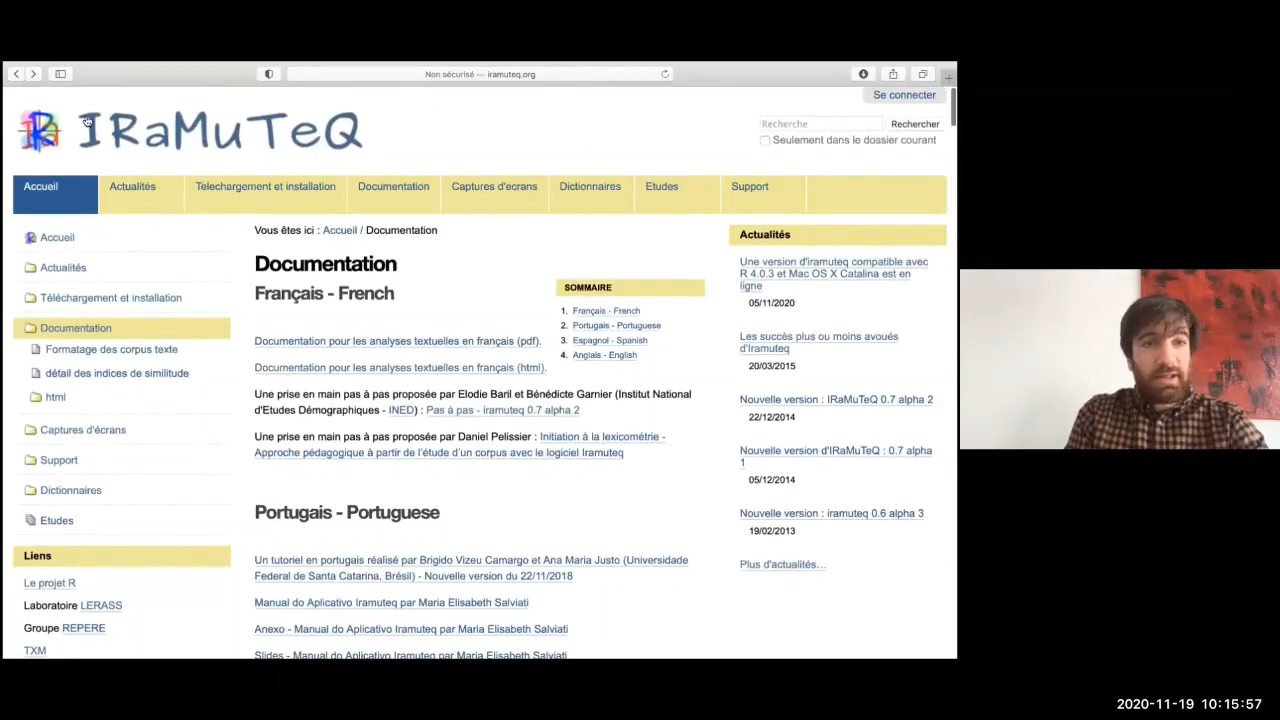 Non sécurisé — iramuteq.org
Se connecter
IRaMuTeQ
Recherche
Rechercher
Seulement dans le dossier courant
Accueil
Actualités
Telechargement et installation
Documentation
Captures d'ecrans
Dictionnaires
Etudes
Support
Accueil
Actualités
Téléchargement et installation
Documentation
Formatage des corpus texte
détail des indices de similitude
html
Captures d'écrans
Support
Dictionnaires
Etudes
Liens
Le projet R
Laboratoire LERASS
Groupe REPERE
TXM
Vous êtes ici : Accueil / Documentation
Documentation
Français - French
SOMMAIRE
1. Français - French
2. Portugais - Portuguese
3. Espagnol - Spanish
4. Anglais - English
Documentation pour les analyses textuelles en français (pdf).
Documentation pour les analyses textuelles en français (html).
Une prise en main pas à pas proposée par Elodie Baril et Bénédicte Garnier (Institut National
d'Etudes Démographiques - INED) : Pas à pas - iramuteq 0.7 alpha 2
Une prise en main pas à pas proposée par Daniel Pelissier : Initiation à la lexicométrie -
Approche pédagogique à partir de l'étude d'un corpus avec le logiciel Iramuteq
Portugais - Portuguese
Un tutoriel en portugais réalisé par Brigido Vizeu Camargo et Ana Maria Justo (Universidade
Federal de Santa Catarina, Brésil) - Nouvelle version du 22/11/2018
Manual do Aplicativo Iramuteq par Maria Elisabeth Salviati
Anexo - Manual do Aplicativo Iramuteq par Maria Elisabeth Salviati
Slides - Manual do Aplicativo Iramuteq par Maria Elisabeth Salviati
Actualités
Une version d'iramuteq compatible avec
R 4.0.3 et Mac OS X Catalina est en
ligne
05/11/2020
Les succès plus ou moins avoués
d'Iramuteq
20/03/2015
Nouvelle version : IRaMuTeQ 0.7 alpha 2
22/12/2014
Nouvelle version d'IRaMuTeQ : 0.7 alpha
1
05/12/2014
Nouvelle version : iramuteq 0.6 alpha 3
19/02/2013
Plus d'actualités…
2020-11-19 10:15:57